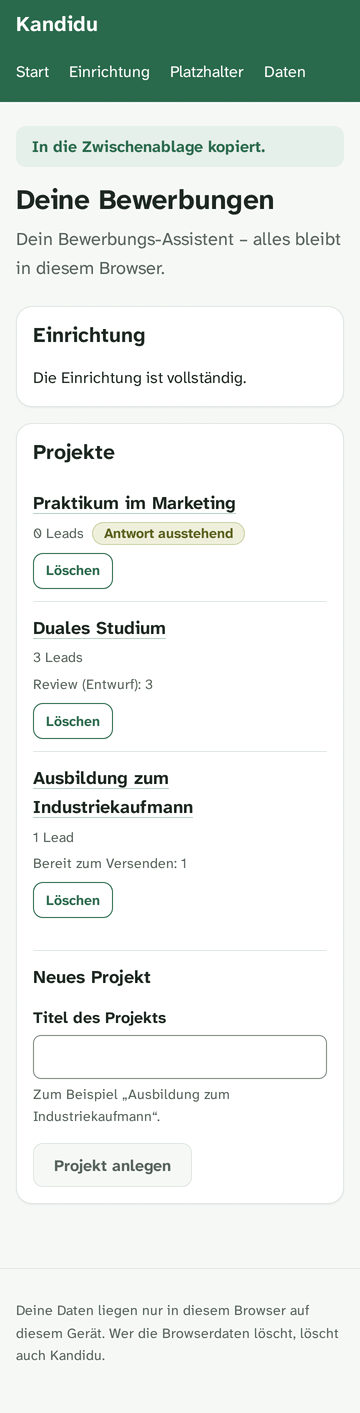 Kandidu
Start Einrichtung Platzhalter Daten
In die Zwischenablage kopiert.
Deine Bewerbungen
Dein Bewerbungs-Assistent – alles bleibt
in diesem Browser.
Einrichtung
Die Einrichtung ist vollständig.
Projekte
Praktikum im Marketing
0 Leads Antwort ausstehend
Löschen
Duales Studium
3 Leads
Review (Entwurf): 3
Löschen
Ausbildung zum
Industriekaufmann
1 Lead
Bereit zum Versenden: 1
Löschen
Neues Projekt
Titel des Projekts
Zum Beispiel „Ausbildung zum
Industriekaufmann“.
Projekt anlegen
Deine Daten liegen nur in diesem Browser auf
diesem Gerät. Wer die Browserdaten löscht, löscht
auch Kandidu.